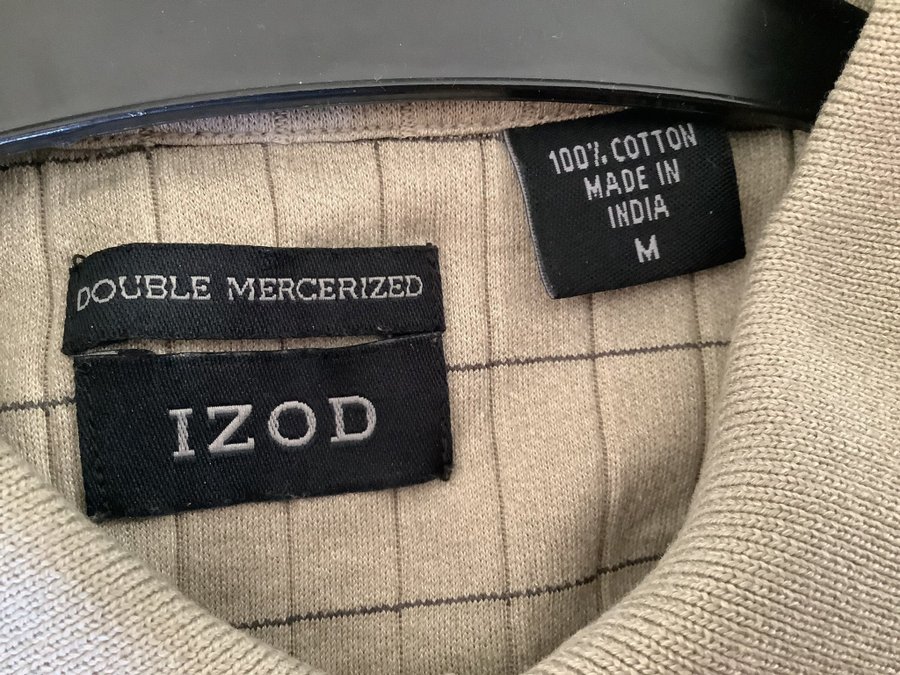 100% COTTON
MADE IN
INDIA
M
DOUBLE MERCERIZED
IZOD